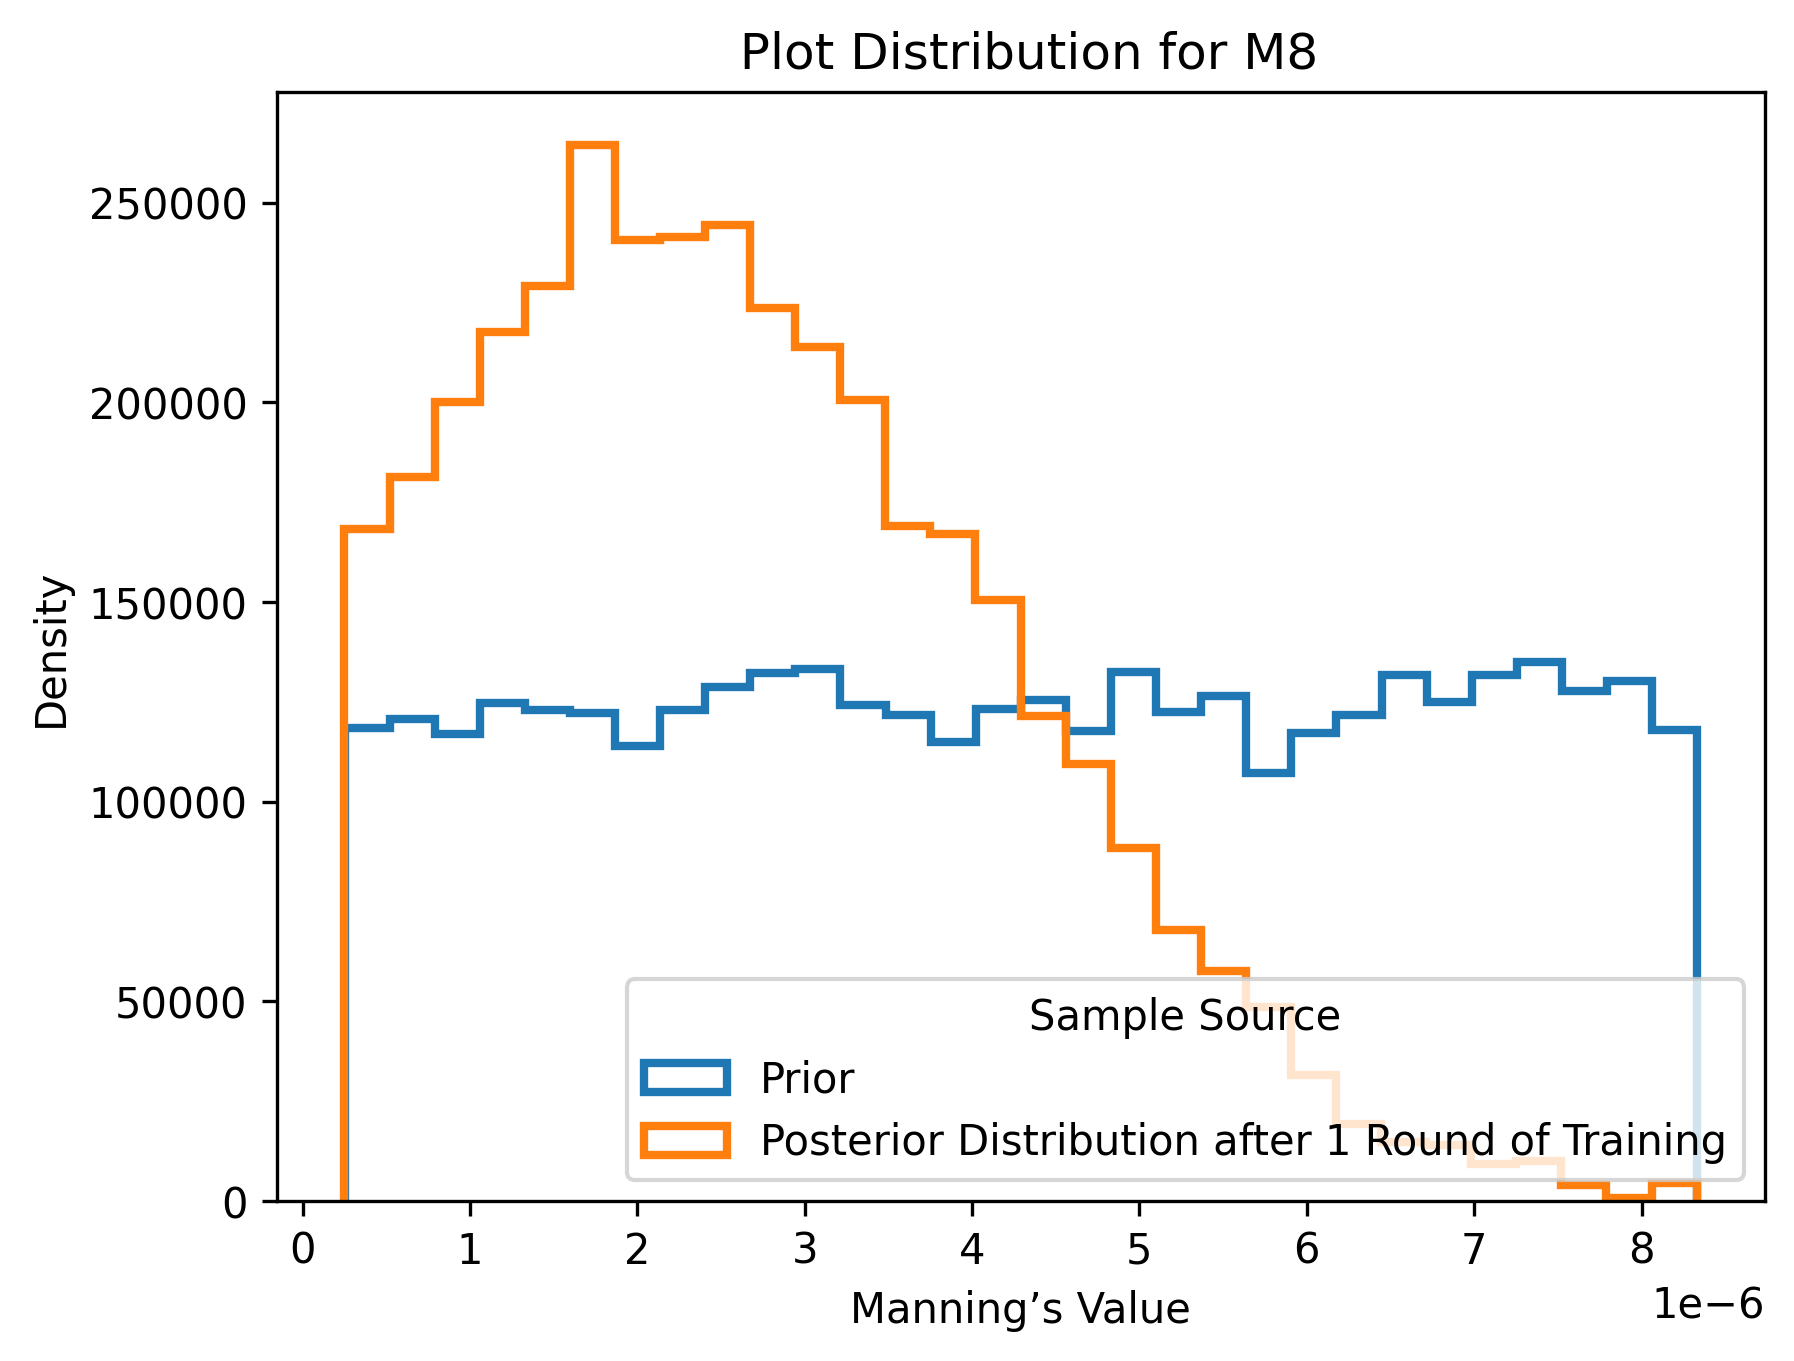 Plot Distribution for M8
Density
250000
200000
150000
100000
50000
0
Sample Source
Prior
Posterior Distribution after 1 Round of Training
0 1 2 3 4 5 6 7 8
1e−6
Manning’s Value